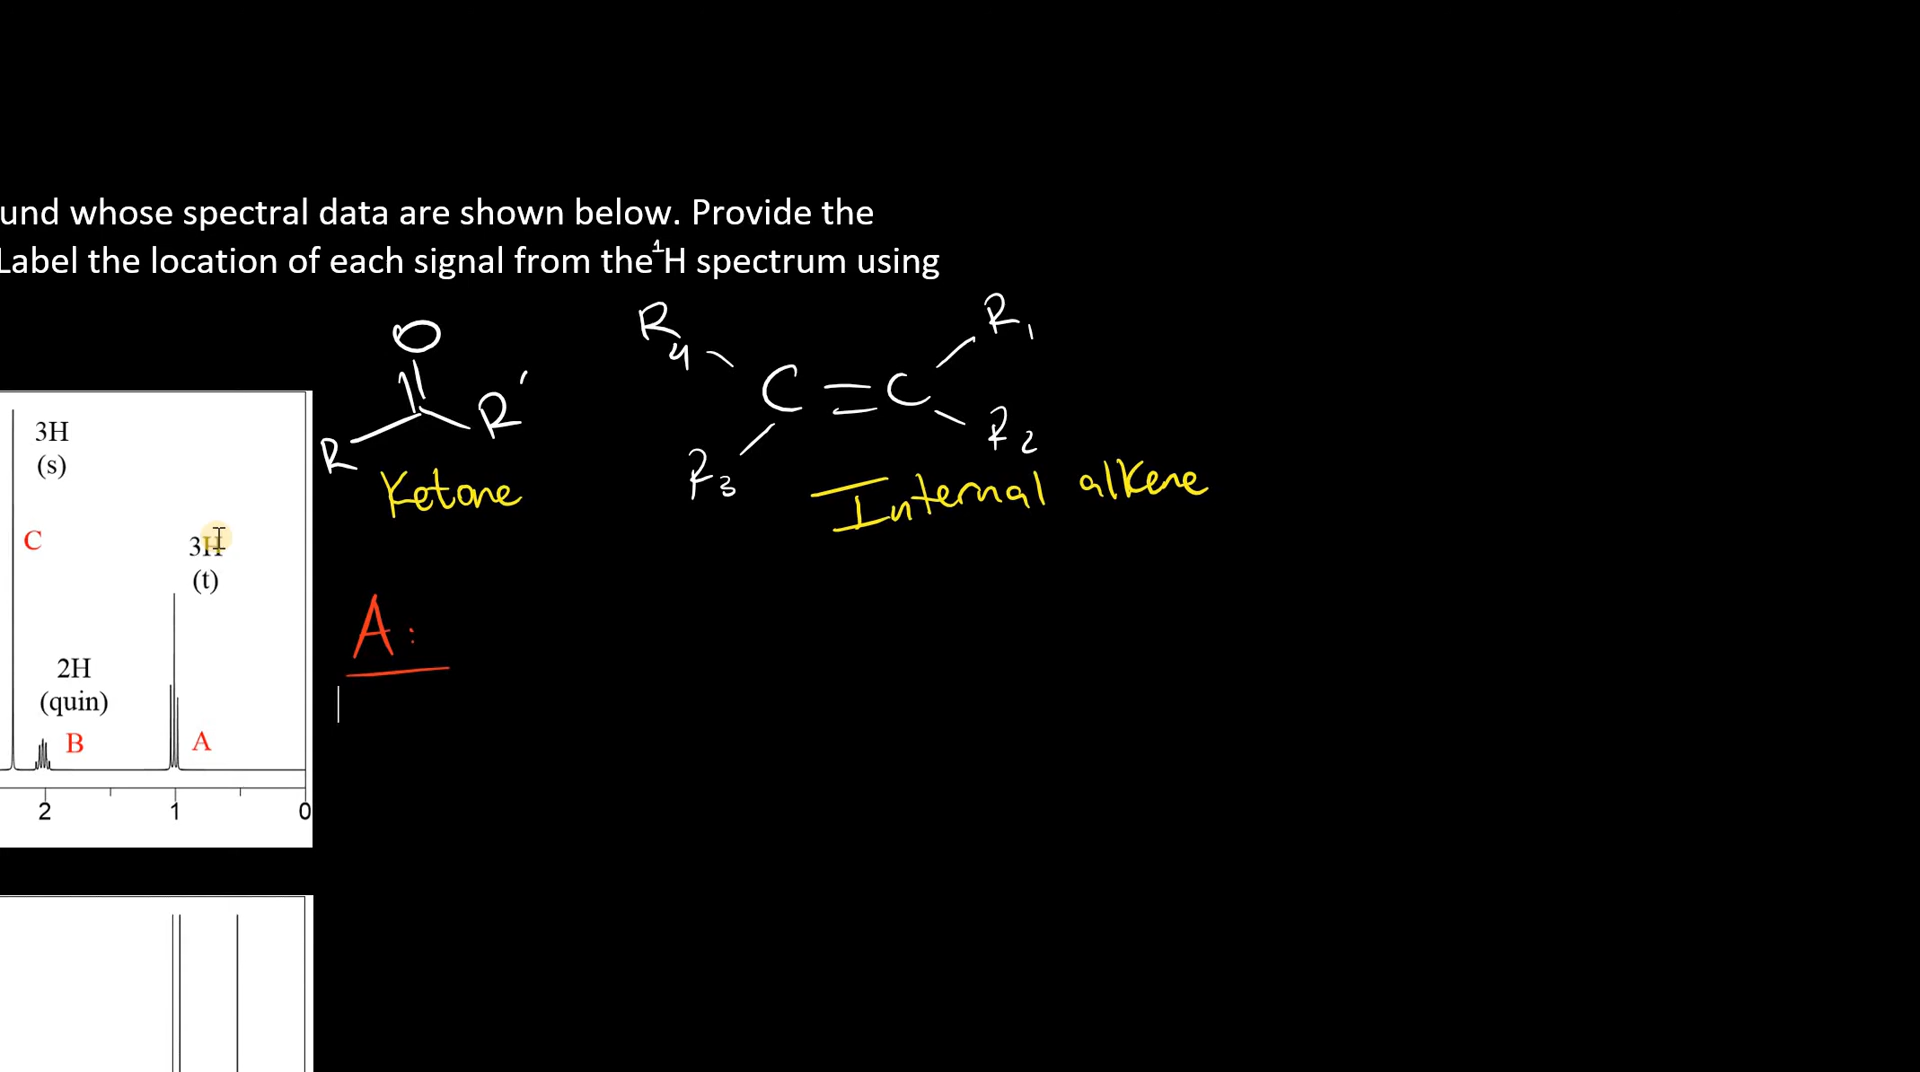 und whose spectral data are shown below. Provide the
Label the location of each signal from the ¹H spectrum using
O
R R'
Ketone
R4 R1
C = C
R3 R2
Internal alkene
3H
(s)
C
3H
(t)
2H
(quin)
B
A
2 1 0
A: